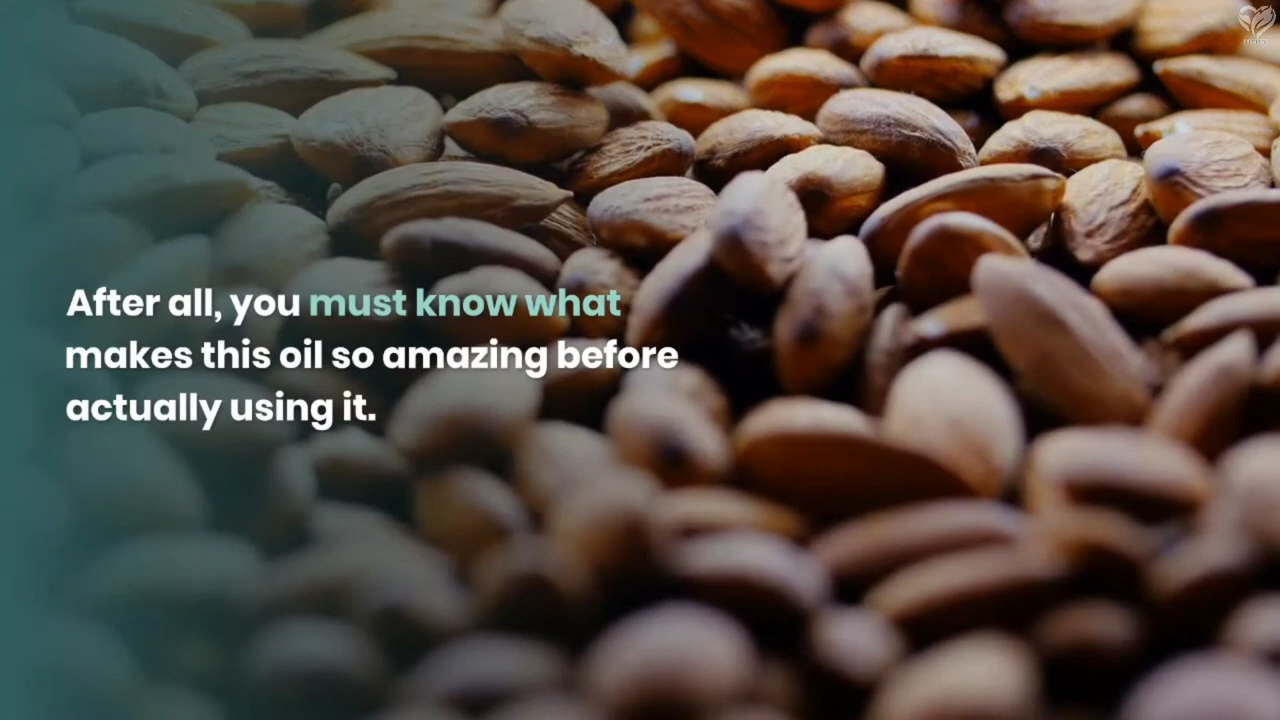 After all, you must know what
makes this oil so amazing before
actually using it.